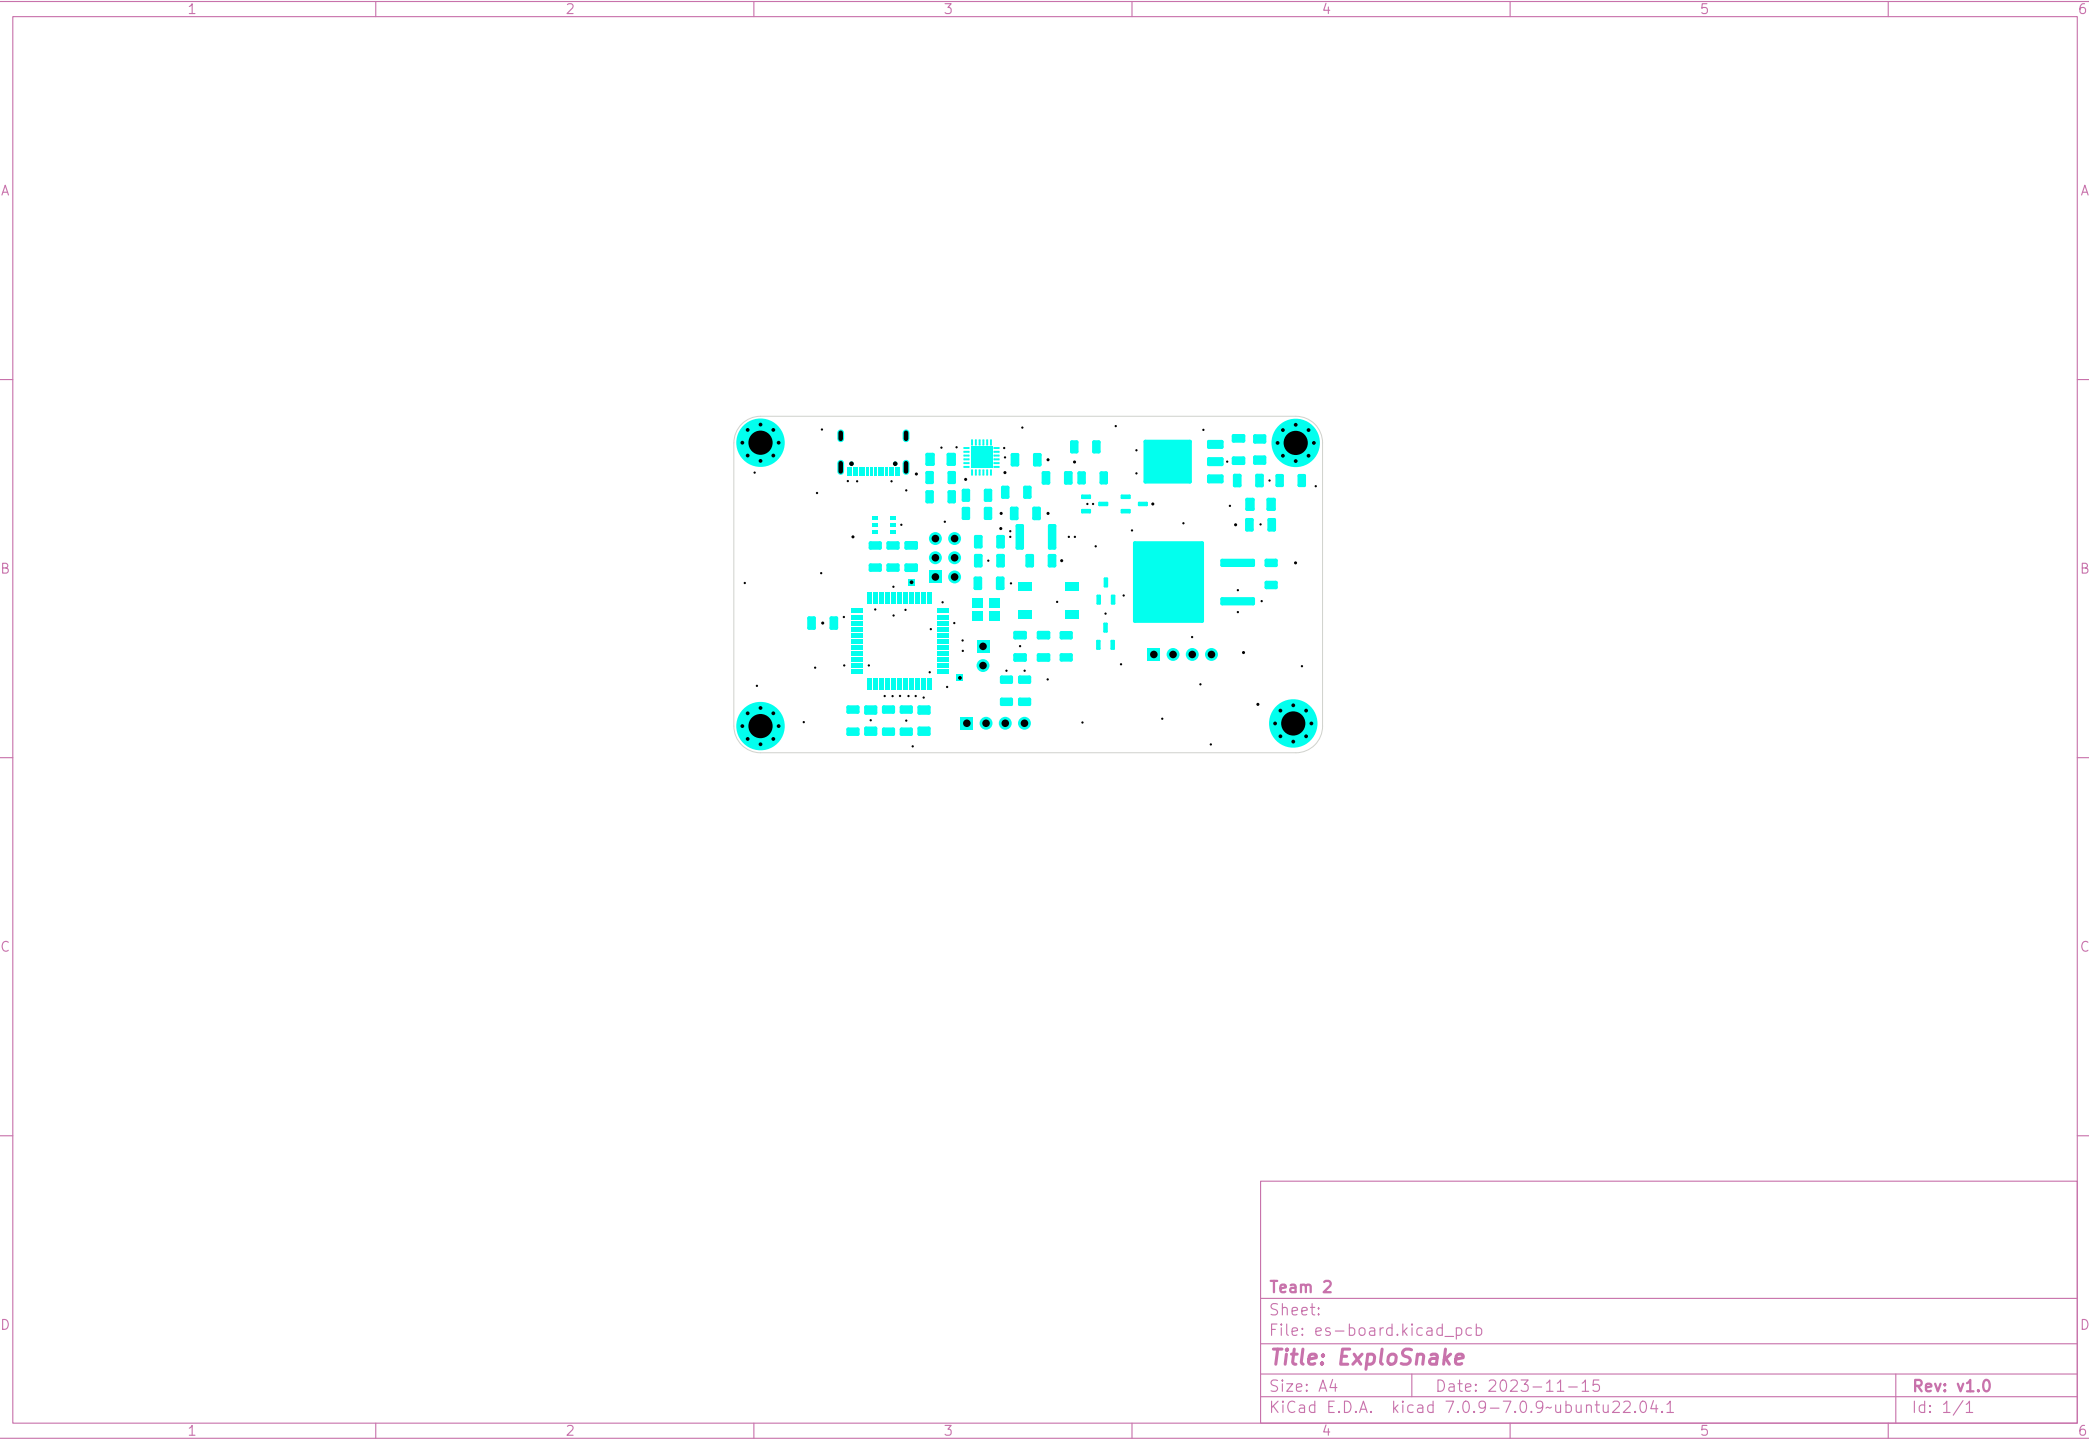 1 2 3 4 5 6
A A
B B
C C
D D
Team 2
Sheet:
File: es-board.kicad_pcb
Title: ExploSnake
Size: A4 Date: 2023-11-15 Rev: v1.0
KiCad E.D.A. kicad 7.0.9-7.0.9~ubuntu22.04.1 Id: 1/1
1 2 3 4 5 6